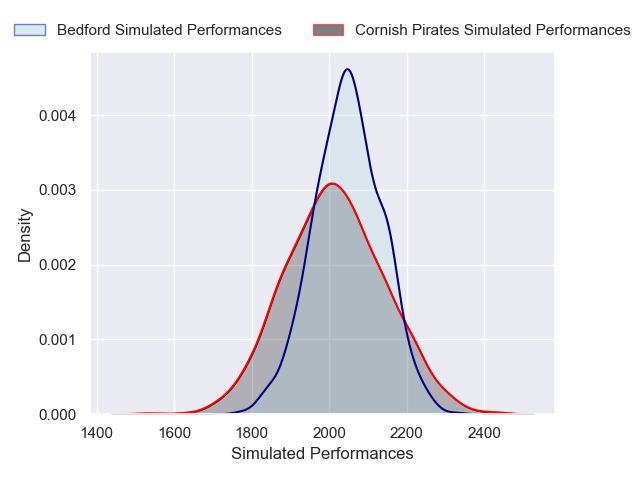 Bedford Simulated Performances
Cornish Pirates Simulated Performances
0.004
0.003
0.002
0.001
0.000
Density
1400 1600 1800 2000 2200 2400
Simulated Performances